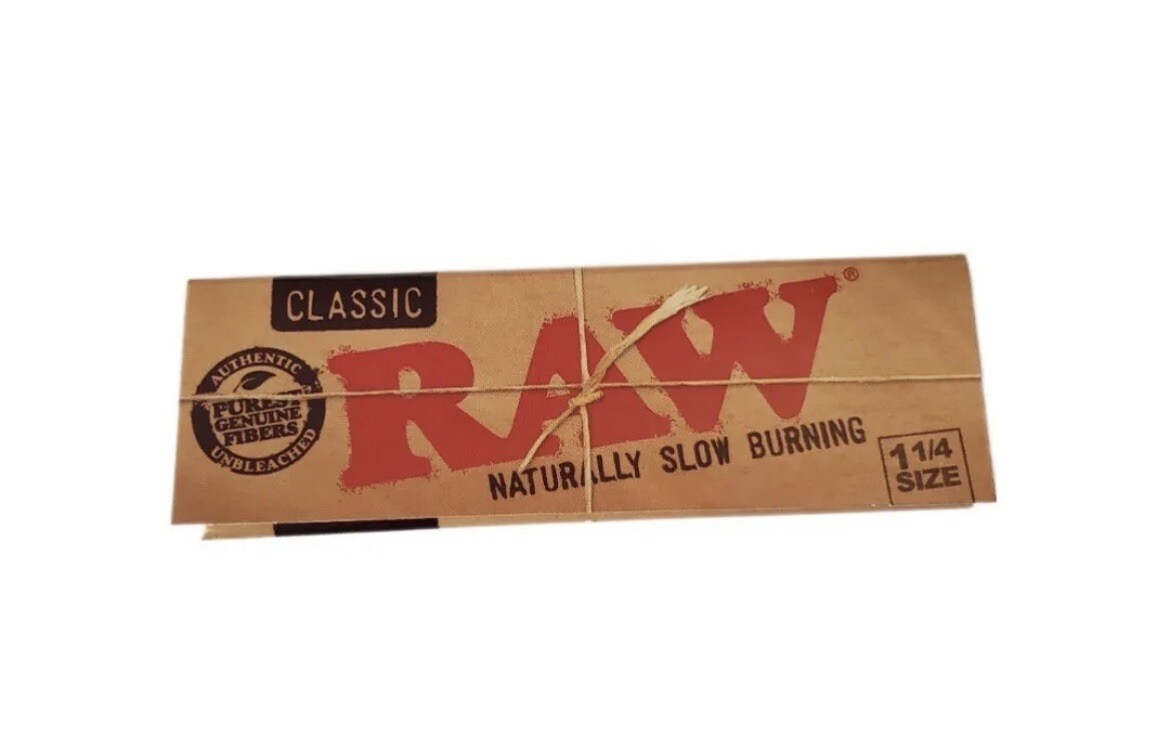 CLASSIC
RAW®
AUTHENTIC
PUREST
GENUINE
FIBERS
UNBLEACHED
NATURALLY SLOW BURNING
1 1/4
SIZE